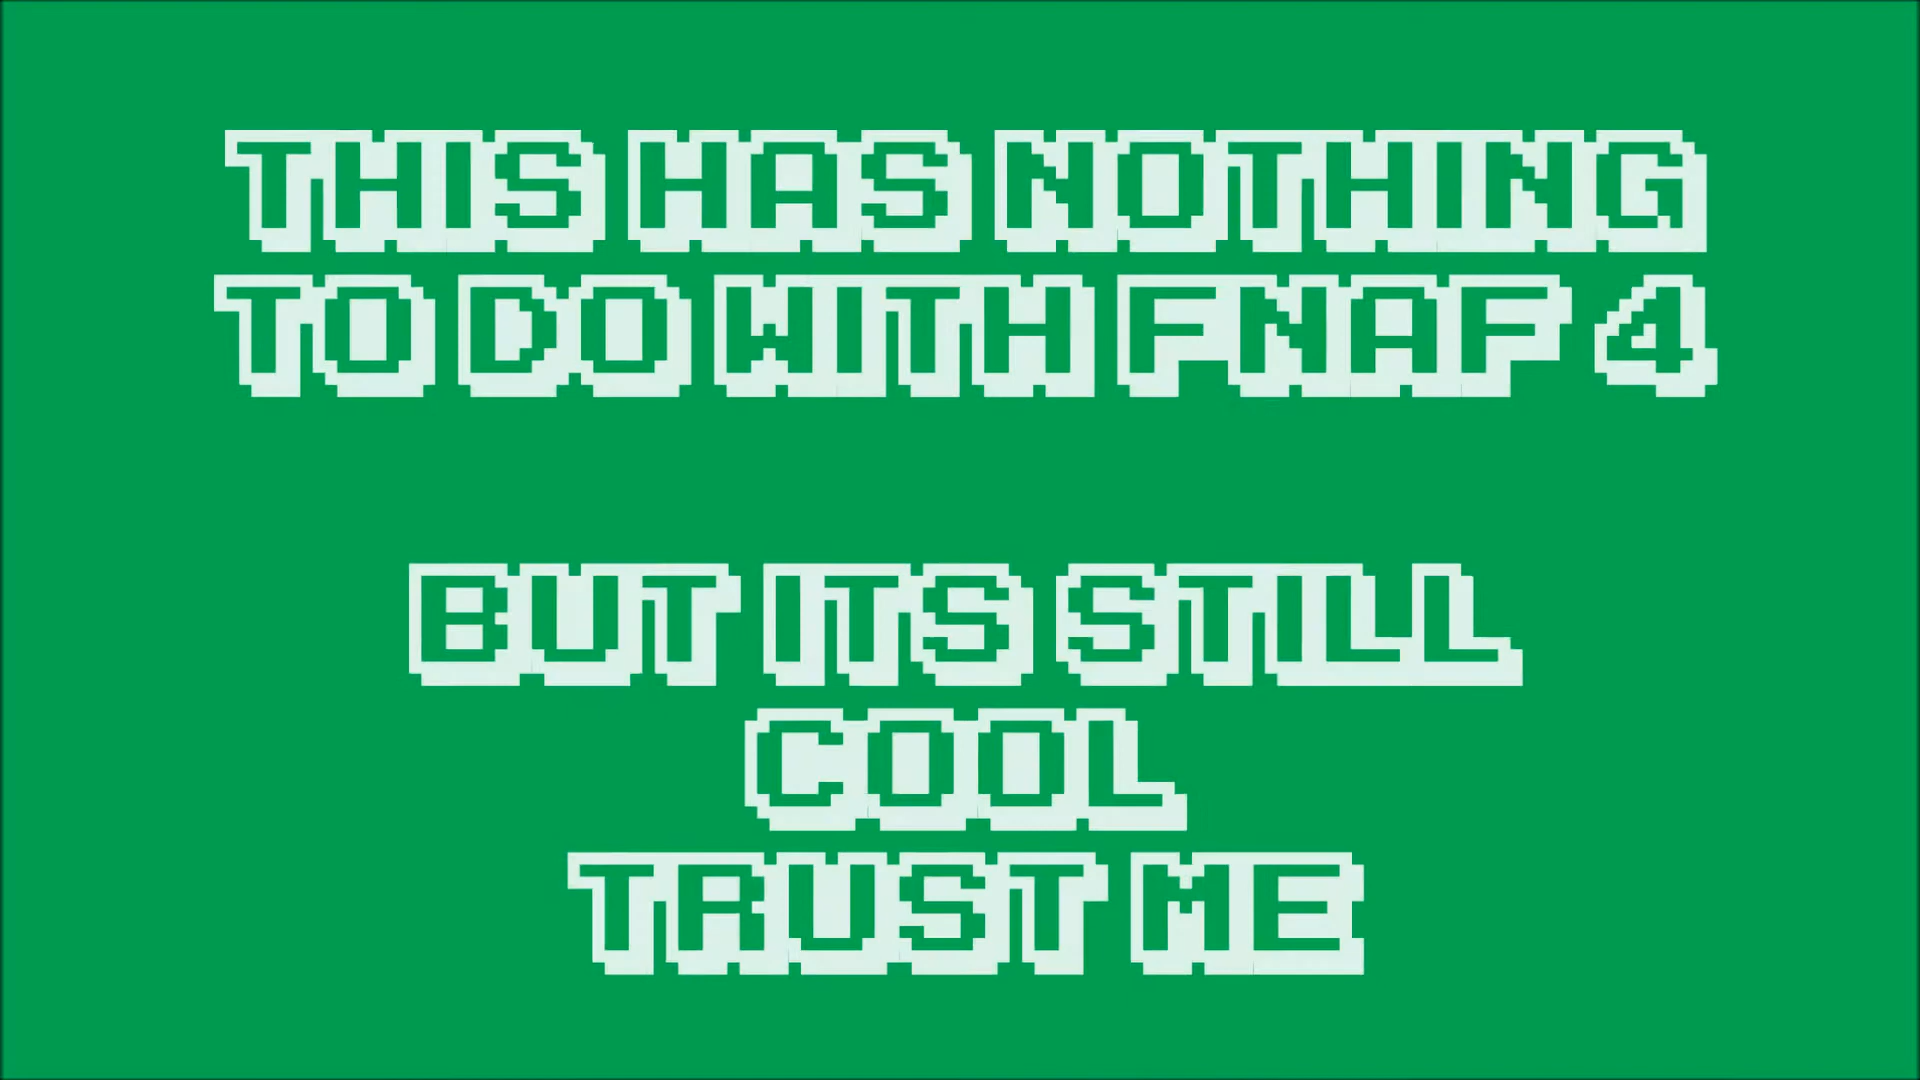 THIS HAS NOTHING
TO DO WITH FNAF 4
BUT ITS STILL
COOL
TRUST ME